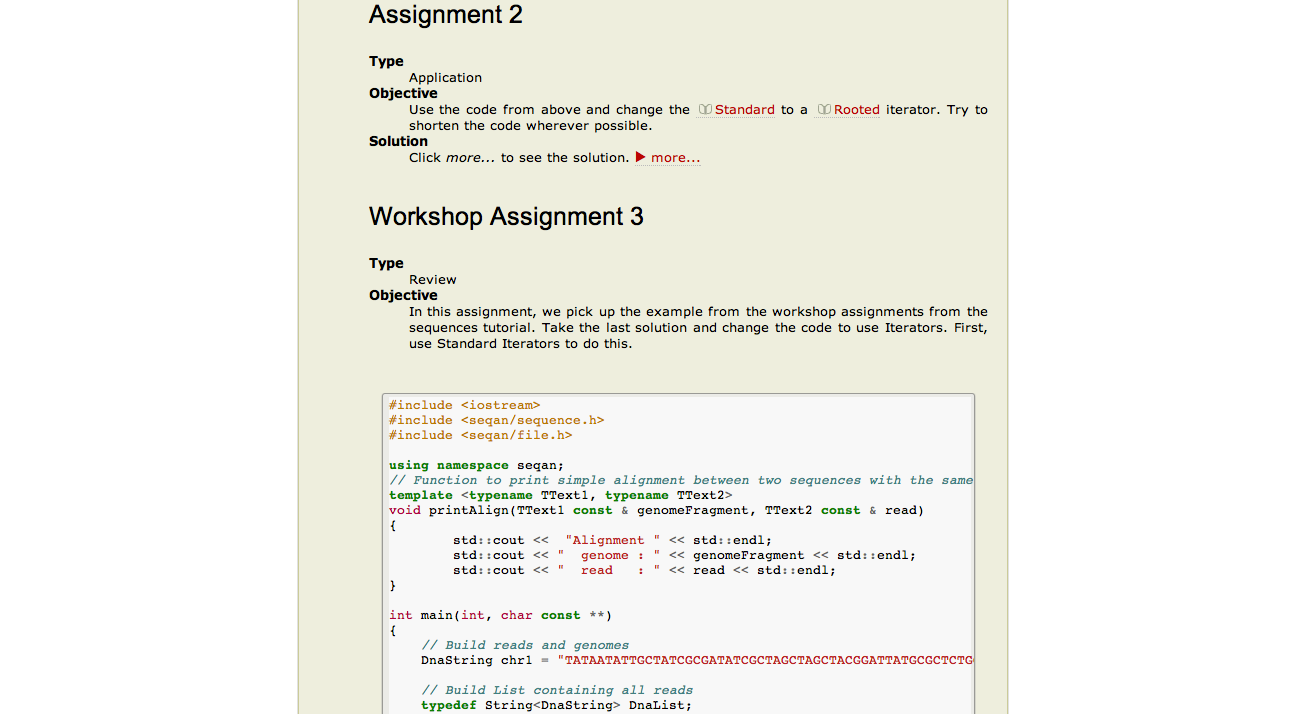 Assignment 2
Type
Application
Objective
Use the code from above and change the Standard to a Rooted iterator. Try to
shorten the code wherever possible.
Solution
Click more... to see the solution. ▶ more...
Workshop Assignment 3
Type
Review
Objective
In this assignment, we pick up the example from the workshop assignments from the
sequences tutorial. Take the last solution and change the code to use Iterators. First,
use Standard Iterators to do this.
#include <iostream>
#include <seqan/sequence.h>
#include <seqan/file.h>
using namespace seqan;
// Function to print simple alignment between two sequences with the same
template <typename TText1, typename TText2>
void printAlign(TText1 const & genomeFragment, TText2 const & read)
{
        std::cout <<  "Alignment " << std::endl;
        std::cout << "  genome : " << genomeFragment << std::endl;
        std::cout << "  read   : " << read << std::endl;
}
int main(int, char const **)
{
    // Build reads and genomes
    DnaString chr1 = "TATAATATTGCTATCGCGATATCGCTAGCTAGCTACGGATTATGCGCTCTG
    // Build List containing all reads
    typedef String<DnaString> DnaList;